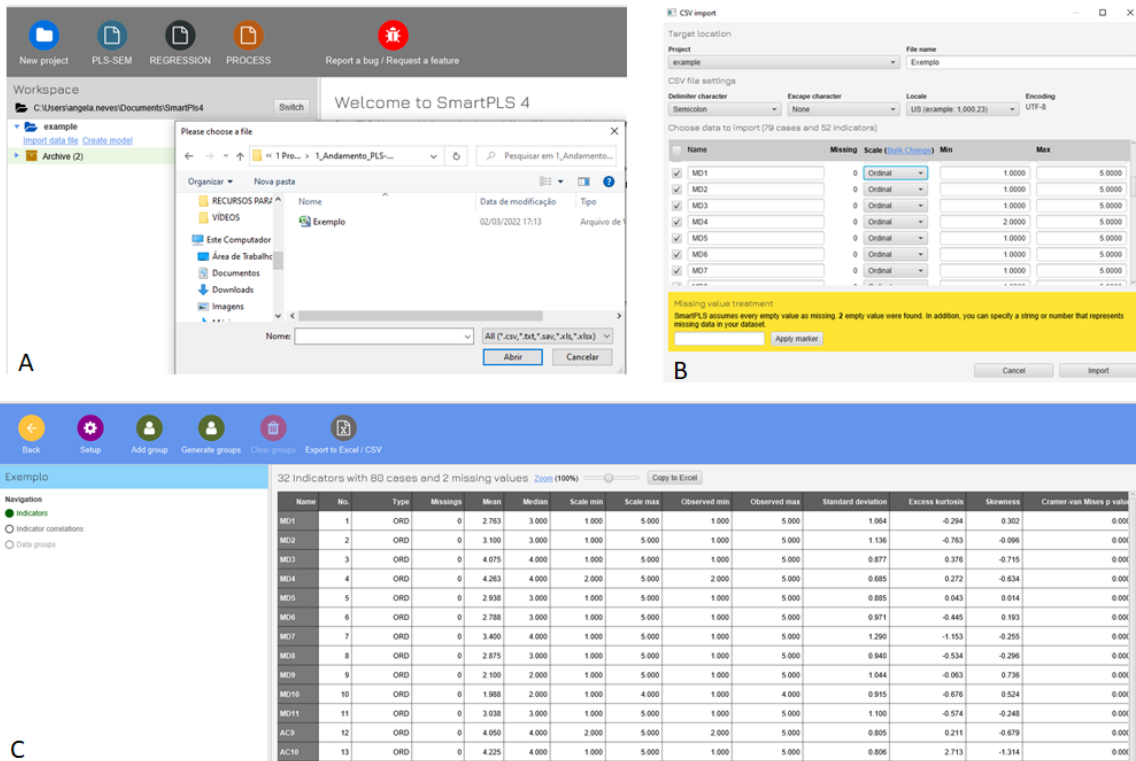 New project PLS-SEM REGRESSION PROCESS Report a bug / Request a feature
Workspace
C:\Users\angela.neves\Documents\SmartPls4 Switch
Welcome to SmartPLS 4
example
Import data file Create model
Archive (2)
Please choose a file
« 1 Pro... › 1_Andamento_PLS-... Pesquisar em 1_Andamento...
Organizar Nova pasta
RECURSOS PARA
VÍDEOS
Este Computador
Área de Trabalho
Documentos
Downloads
Imagens
Nome Data de modificação Tipo
Exemplo 02/03/2022 17:13 Arquivo de
Nome: All (*.csv,*.txt,*.sav,*.xls,*.xlsx)
Abrir Cancelar
A
CSV import
Target location
Project File name
example Exemplo
CSV file settings
Delimiter character Escape character Locale Encoding
Semicolon None US (example: 1,000.23) UTF-8
Choose data to import (79 cases and 52 indicators)
Name Missing Scale (Bulk Change) Min Max
MD1 0 Ordinal 1.0000 5.0000
MD2 0 Ordinal 1.0000 5.0000
MD3 0 Ordinal 1.0000 5.0000
MD4 0 Ordinal 2.0000 5.0000
MD5 0 Ordinal 1.0000 5.0000
MD6 0 Ordinal 1.0000 5.0000
MD7 0 Ordinal 1.0000 5.0000
Missing value treatment
SmartPLS assumes every empty value as missing. 2 empty value were found. In addition, you can specify a string or number that represents
missing data in your dataset.
Apply marker
Cancel Import
B
Back Setup Add group Generate groups Clear groups Export to Excel / CSV
Exemplo
Navigation
Indicators
Indicator correlations
Data groups
32 Indicators with 80 cases and 2 missing values Zoom (100%) Copy to Excel
Name No. Type Missings Mean Median Scale min Scale max Observed min Observed max Standard deviation Excess kurtosis Skewness Cramer-van Mises p value
MD1 1 ORD 0 2.763 3.000 1.000 5.000 1.000 5.000 1.064 -0.294 0.302 0.000
MD2 2 ORD 0 3.100 3.000 1.000 5.000 1.000 5.000 1.136 -0.763 -0.096 0.000
MD3 3 ORD 0 4.075 4.000 1.000 5.000 1.000 5.000 0.877 0.376 -0.715 0.000
MD4 4 ORD 0 4.263 4.000 2.000 5.000 2.000 5.000 0.685 0.272 -0.634 0.000
MD5 5 ORD 0 2.938 3.000 1.000 5.000 1.000 5.000 0.885 0.043 0.014 0.000
MD6 6 ORD 0 2.788 3.000 1.000 5.000 1.000 5.000 0.971 -0.445 0.193 0.000
MD7 7 ORD 0 3.400 4.000 1.000 5.000 1.000 5.000 1.290 -1.153 -0.255 0.000
MD8 8 ORD 0 2.875 3.000 1.000 5.000 1.000 5.000 0.940 -0.534 -0.296 0.000
MD9 9 ORD 0 2.100 2.000 1.000 5.000 1.000 5.000 1.044 -0.063 0.736 0.000
MD10 10 ORD 0 1.988 2.000 1.000 4.000 1.000 4.000 0.915 -0.676 0.524 0.000
MD11 11 ORD 0 3.038 3.000 1.000 5.000 1.000 5.000 1.100 -0.574 -0.248 0.000
AC9 12 ORD 0 4.050 4.000 2.000 5.000 2.000 5.000 0.805 0.211 -0.679 0.000
AC10 13 ORD 0 4.225 4.000 1.000 5.000 1.000 5.000 0.806 2.713 -1.314 0.000
C